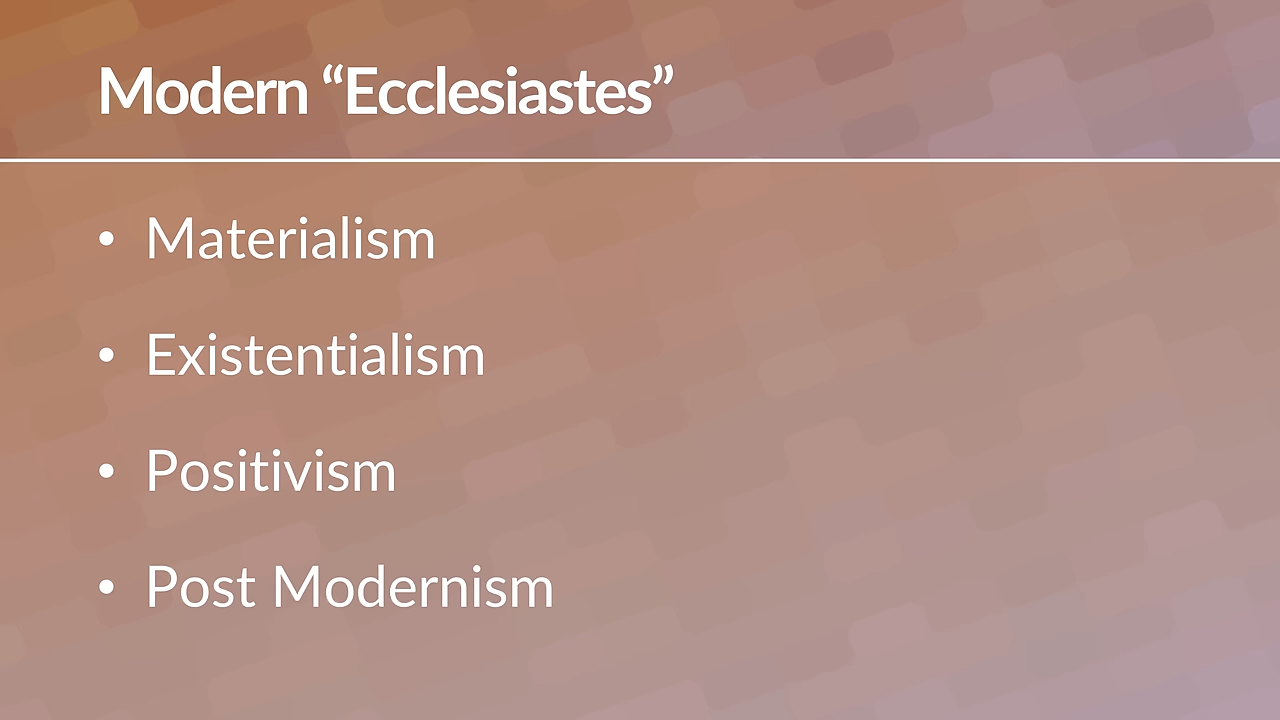 Modern “Ecclesiastes”
• Materialism
• Existentialism
• Positivism
• Post Modernism